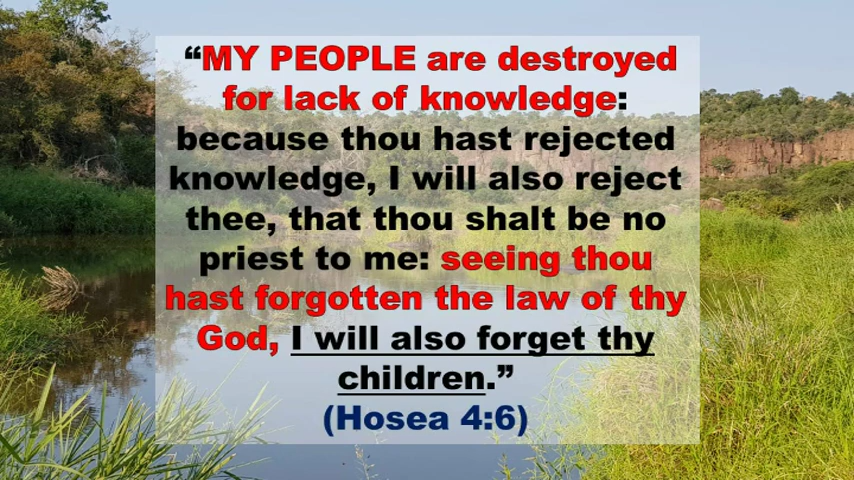 “MY PEOPLE are destroyed
for lack of knowledge:
because thou hast rejected
knowledge, I will also reject
thee, that thou shalt be no
priest to me: seeing thou
hast forgotten the law of thy
God, I will also forget thy
children.”
(Hosea 4:6)